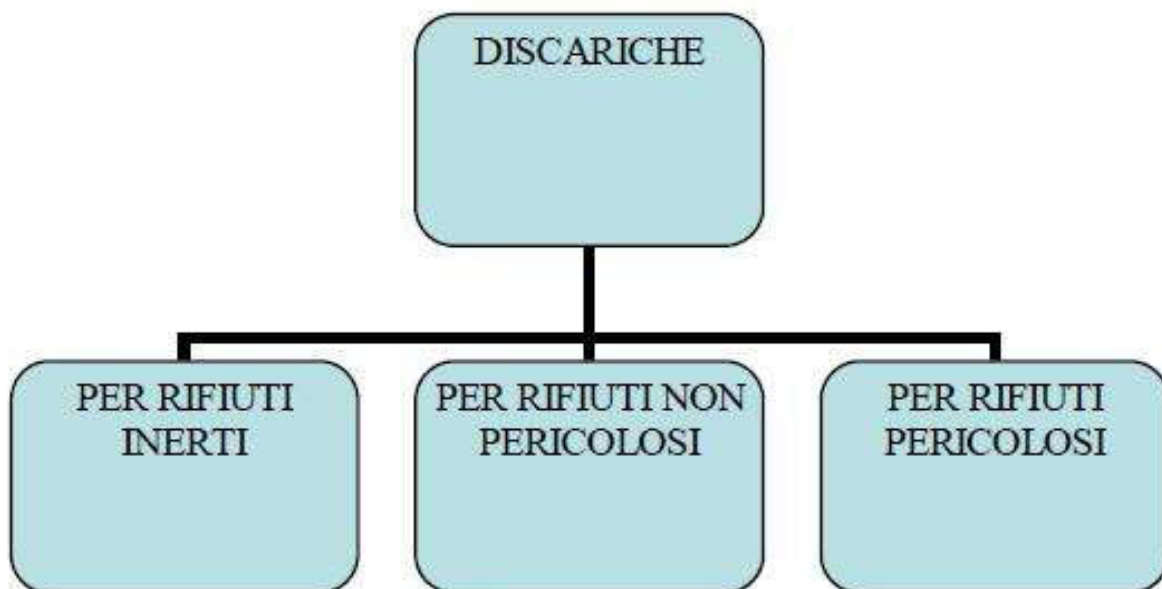 DISCARICHE
PER RIFIUTI
INERTI
PER RIFIUTI NON
PERICOLOSI
PER RIFIUTI
PERICOLOSI